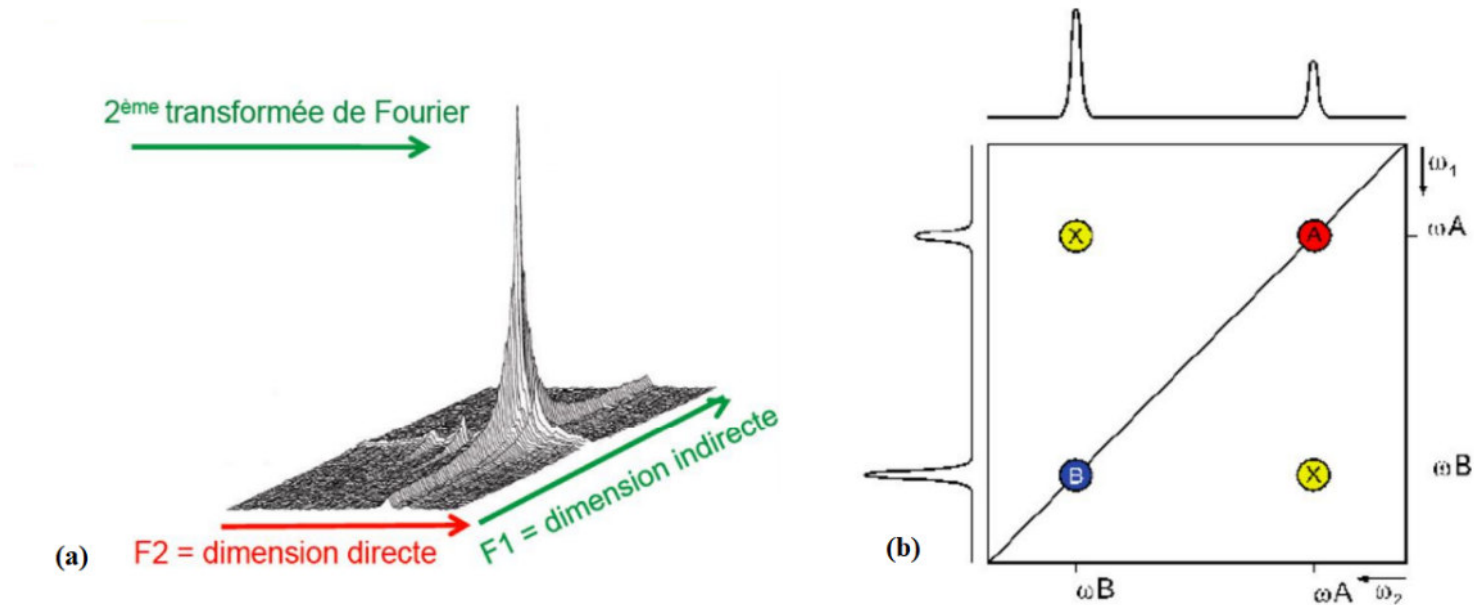 2ème transformée de Fourier
F1 = dimension indirecte
F2 = dimension directe
(a)
ω1
X
A
ωA
B
X
ωB
(b)
ωB
ωA
ω2